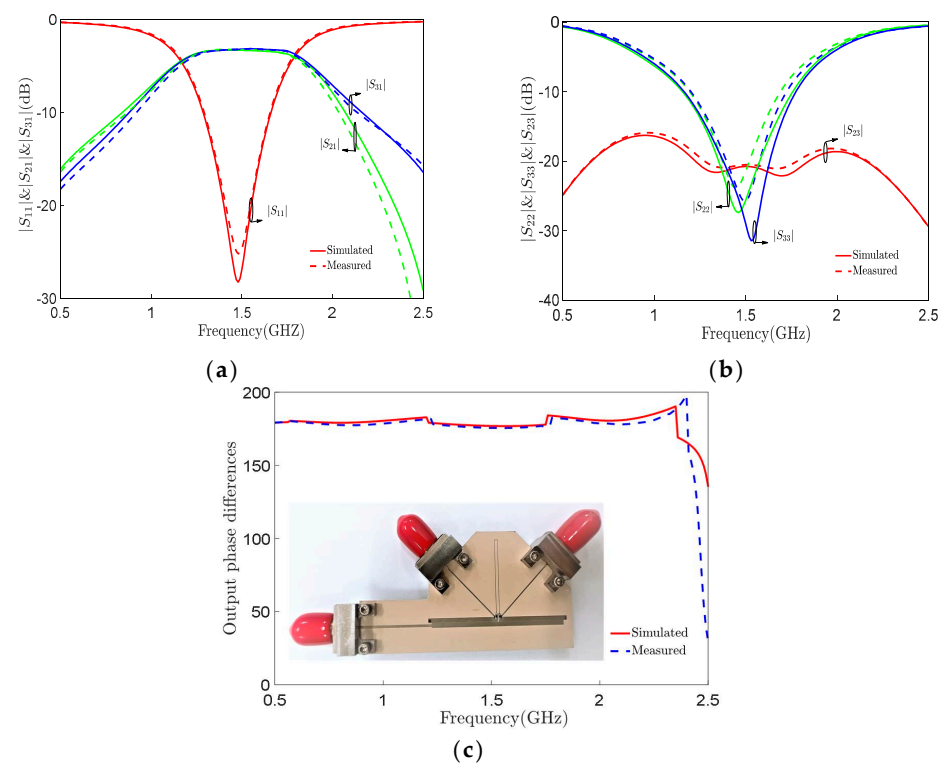 |S11|&|S21|&|S31|(dB)
0
-10
-20
-30
0.5 1 1.5 2 2.5
Frequency(GHZ)
|S31|
|S21|
|S11|
Simulated
Measured
(a)
|S22|&|S33|&|S23|(dB)
0
-10
-20
-30
-40
0.5 1 1.5 2 2.5
Frequency(GHz)
|S23|
|S22|
|S33|
Simulated
Measured
(b)
Output phase differences
200
150
100
50
0
0.5 1 1.5 2 2.5
Frequency(GHz)
Simulated
Measured
(c)